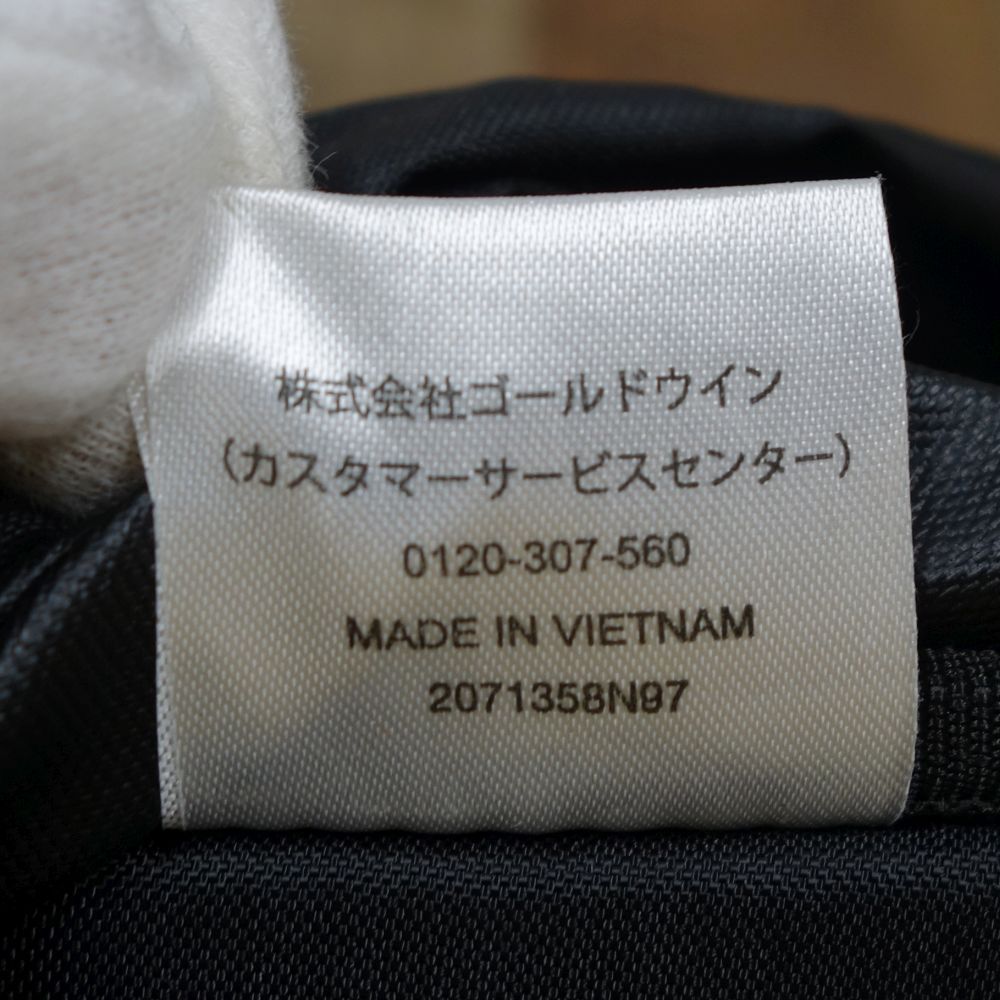 株式会社ゴールドウイン
(カスタマーサービスセンター)
0120-307-560
MADE IN VIETNAM
2071358N97